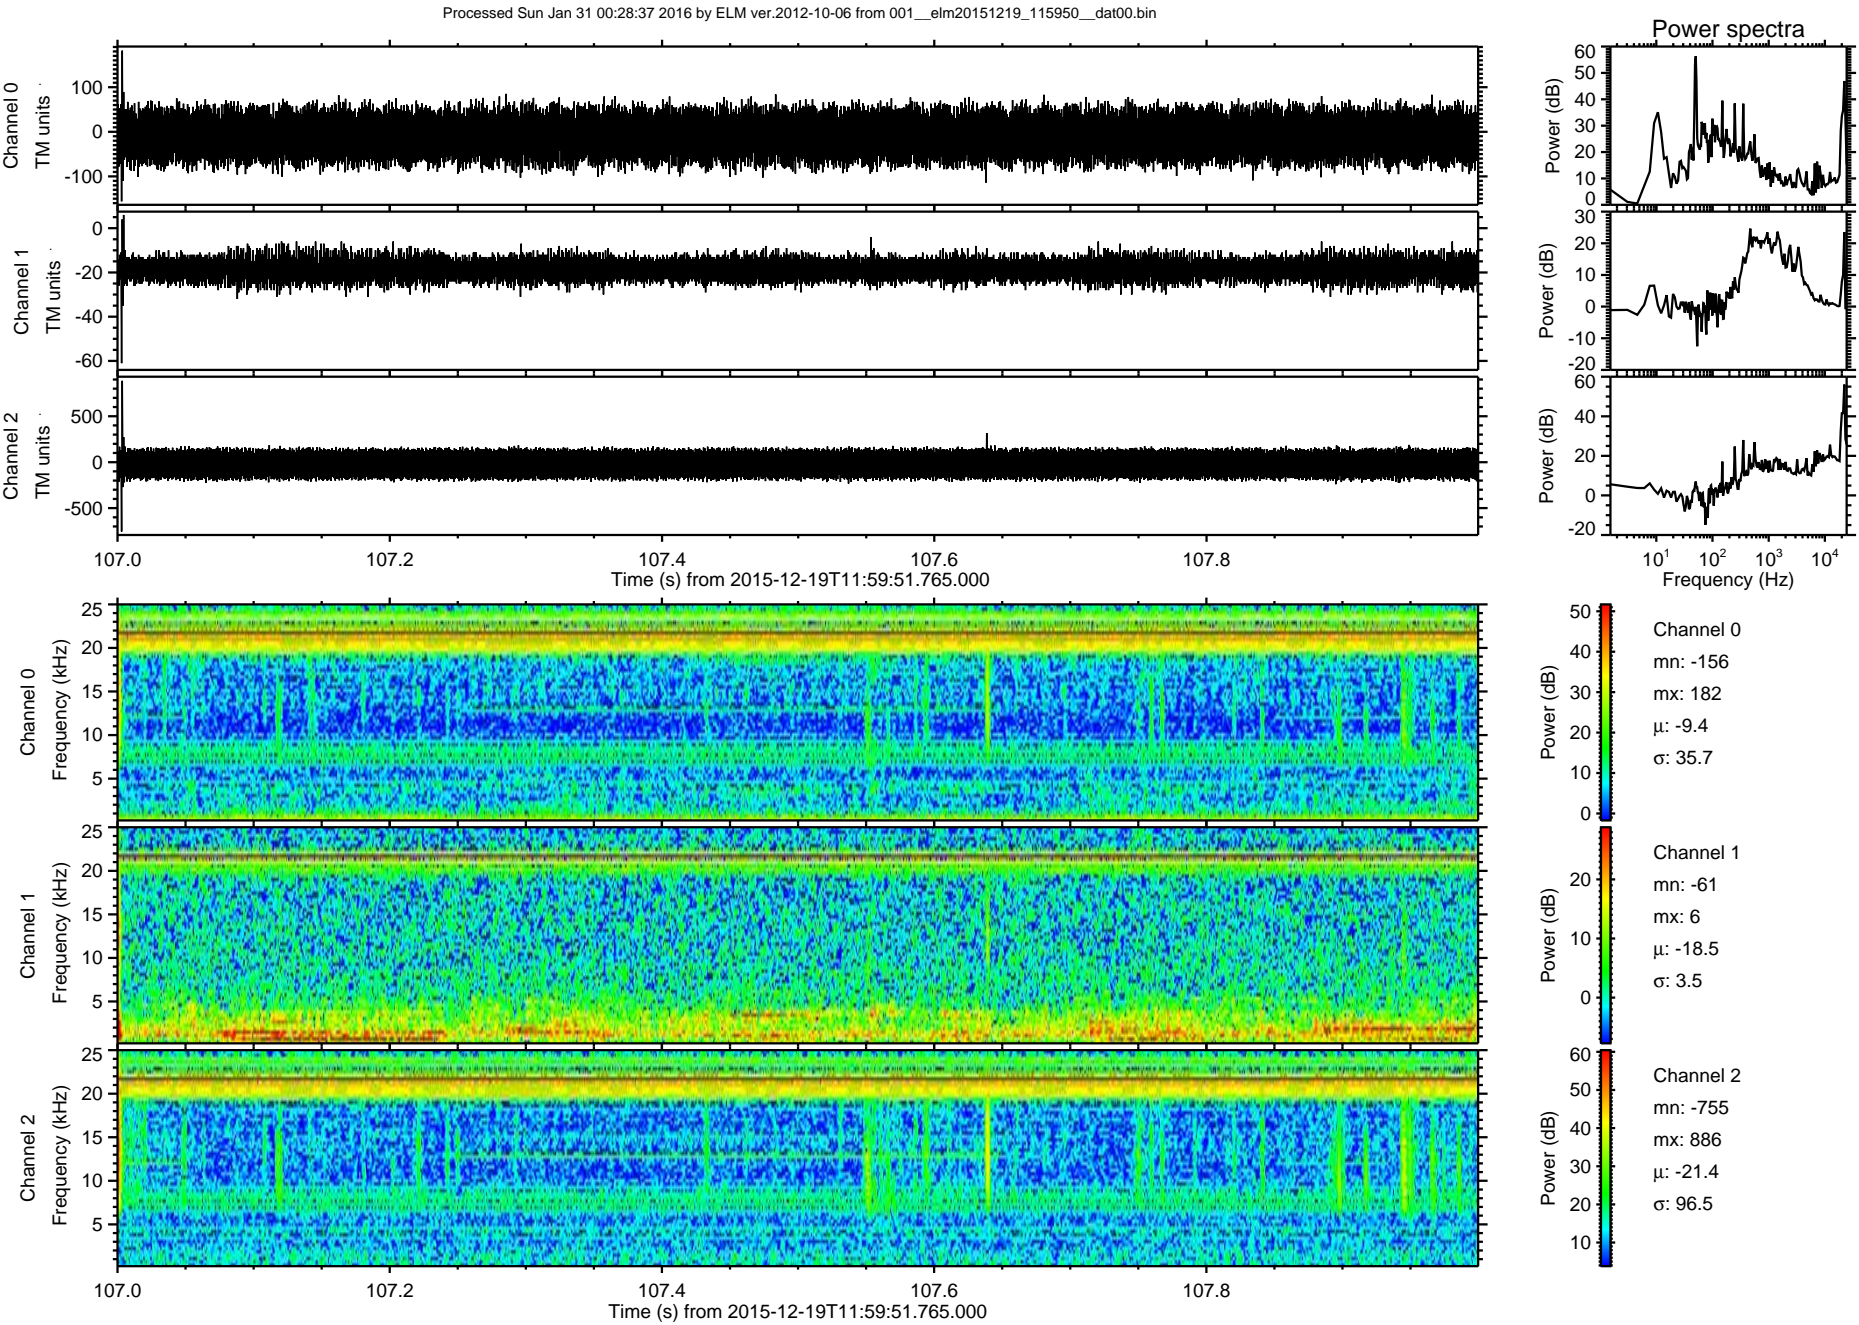 Processed Sun Jan 31 00:28:37 2016 by ELM ver.2012-10-06 from 001__elm20151219_115950__dat00.bin
Power spectra
Channel 0
TM units
100
0
-100
Power (dB)
60
50
40
30
20
10
0
Channel 1
TM units
0
-20
-40
-60
Power (dB)
30
20
10
0
-10
-20
Channel 2
TM units
500
0
-500
Power (dB)
60
40
20
0
-20
107.0 107.2 107.4 107.6 107.8
Time (s) from 2015-12-19T11:59:51.765.000
10¹ 10² 10³ 10⁴
Frequency (Hz)
Channel 0
Frequency (kHz)
25
20
15
10
5
Power (dB)
50
40
30
20
10
0
Channel 0
mn: -156
mx: 182
μ: -9.4
σ: 35.7
Channel 1
Frequency (kHz)
25
20
15
10
5
Power (dB)
20
10
0
Channel 1
mn: -61
mx: 6
μ: -18.5
σ: 3.5
Channel 2
Frequency (kHz)
25
20
15
10
5
Power (dB)
60
50
40
30
20
10
Channel 2
mn: -755
mx: 886
μ: -21.4
σ: 96.5
107.0 107.2 107.4 107.6 107.8
Time (s) from 2015-12-19T11:59:51.765.000